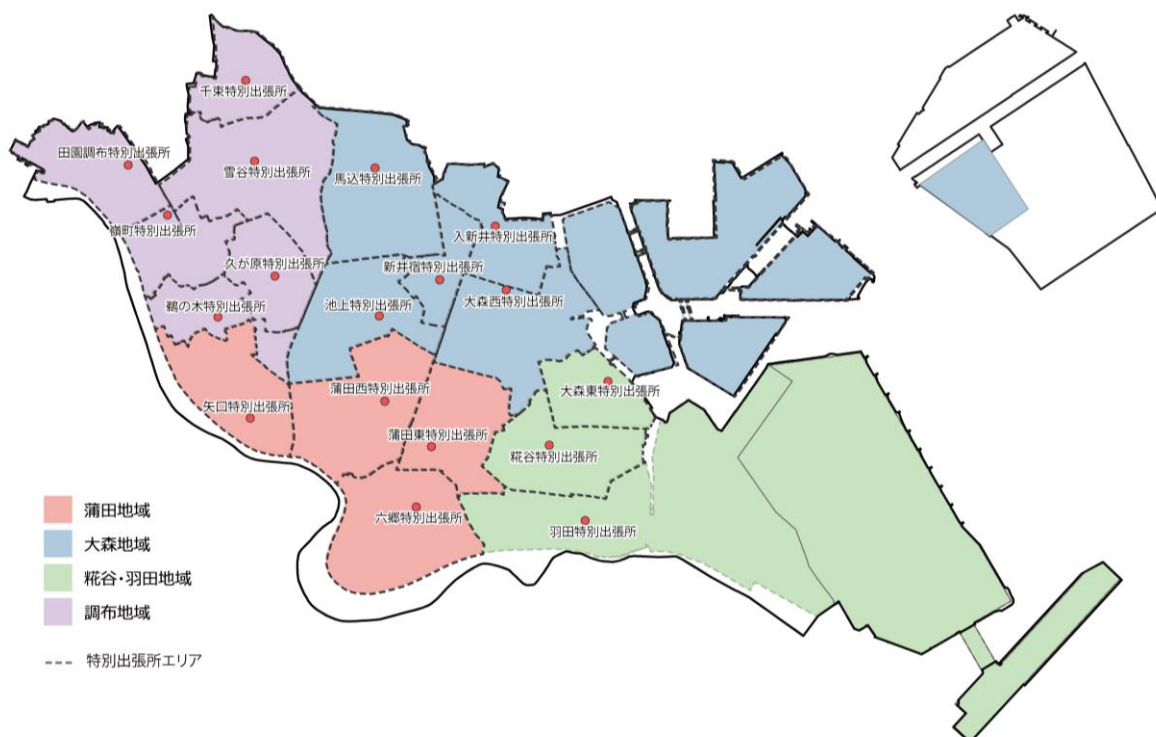 千束特別出張所
田園調布特別出張所
雪谷特別出張所
馬込特別出張所
嶺町特別出張所
入新井特別出張所
久が原特別出張所
新井宿特別出張所
鵜の木特別出張所
池上特別出張所
大森西特別出張所
蒲田西特別出張所
大森東特別出張所
矢口特別出張所
蒲田東特別出張所
糀谷特別出張所
六郷特別出張所
羽田特別出張所
蒲田地域
大森地域
糀谷・羽田地域
調布地域
特別出張所エリア